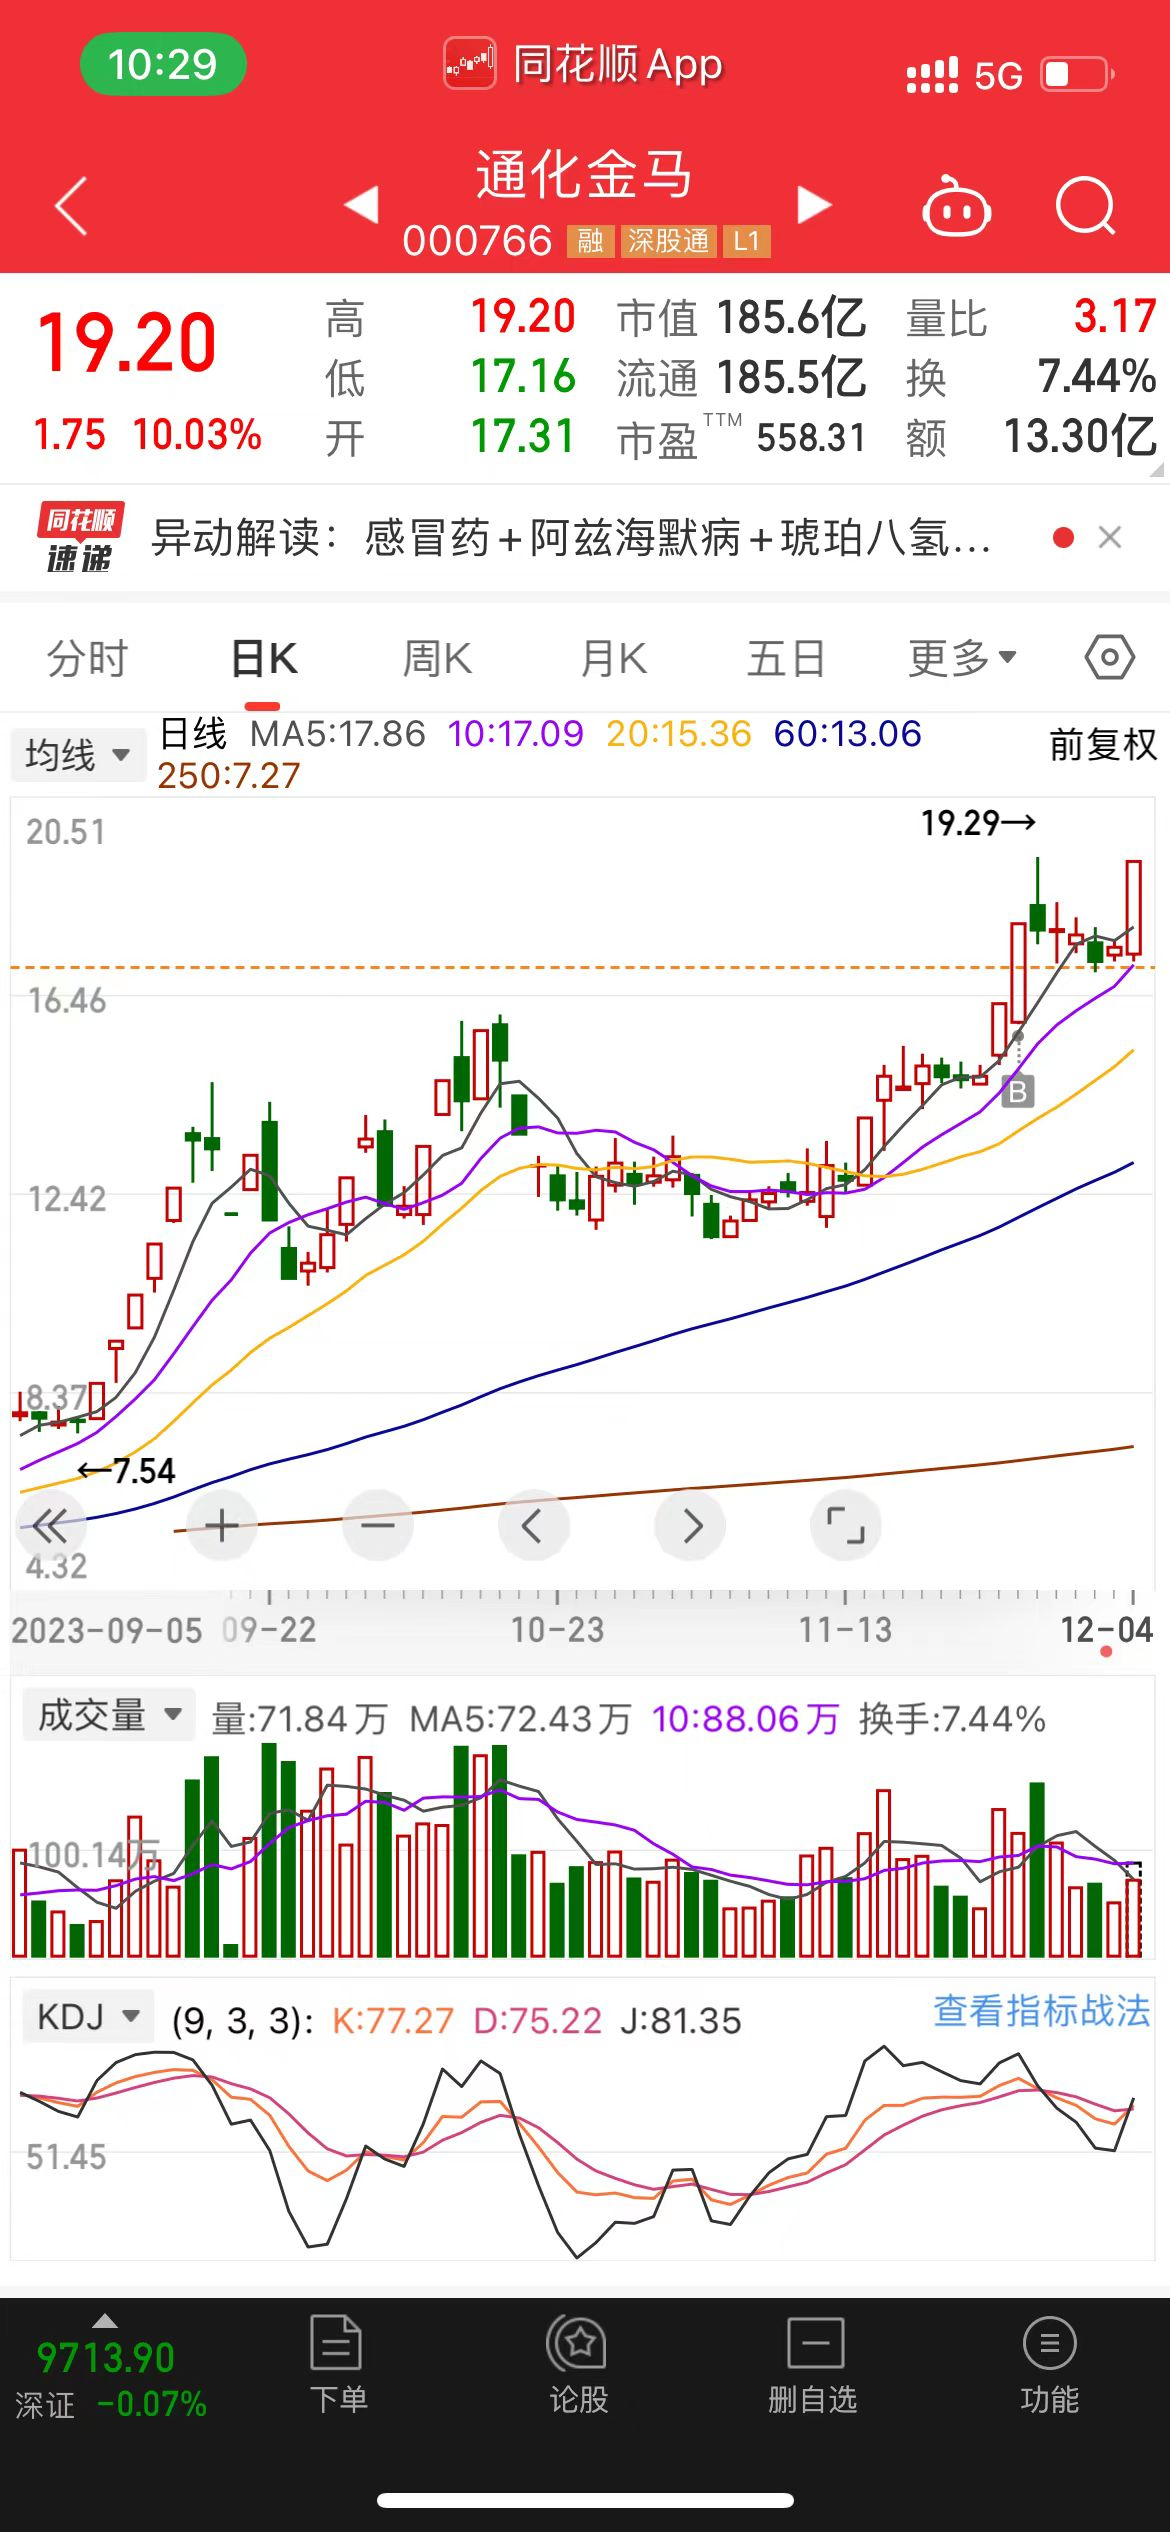 10:29 同花顺App 5G
通化金马
000766 融 深股通 L1
19.20 高 19.20 市值 185.6亿 量比 3.17
低 17.16 流通 185.5亿 换 7.44%
1.75 10.03% 开 17.31 市盈TTM 558.31 额 13.30亿
同花顺
速递
异动解读：感冒药+阿兹海默病+琥珀八氢...
分时 日K 周K 月K 五日 更多
均线 日线 MA5:17.86 10:17.09 20:15.36 60:13.06 前复权
250:7.27
20.51 19.29→
16.46
B
12.42
8.37
←7.54
4.32
2023-09-05 09-22 10-23 11-13 12-04
成交量 量:71.84万 MA5:72.43万 10:88.06万 换手:7.44%
100.14万
KDJ (9, 3, 3): K:77.27 D:75.22 J:81.35 查看指标战法
51.45
9713.90
深证 -0.07% 下单 论股 删自选 功能